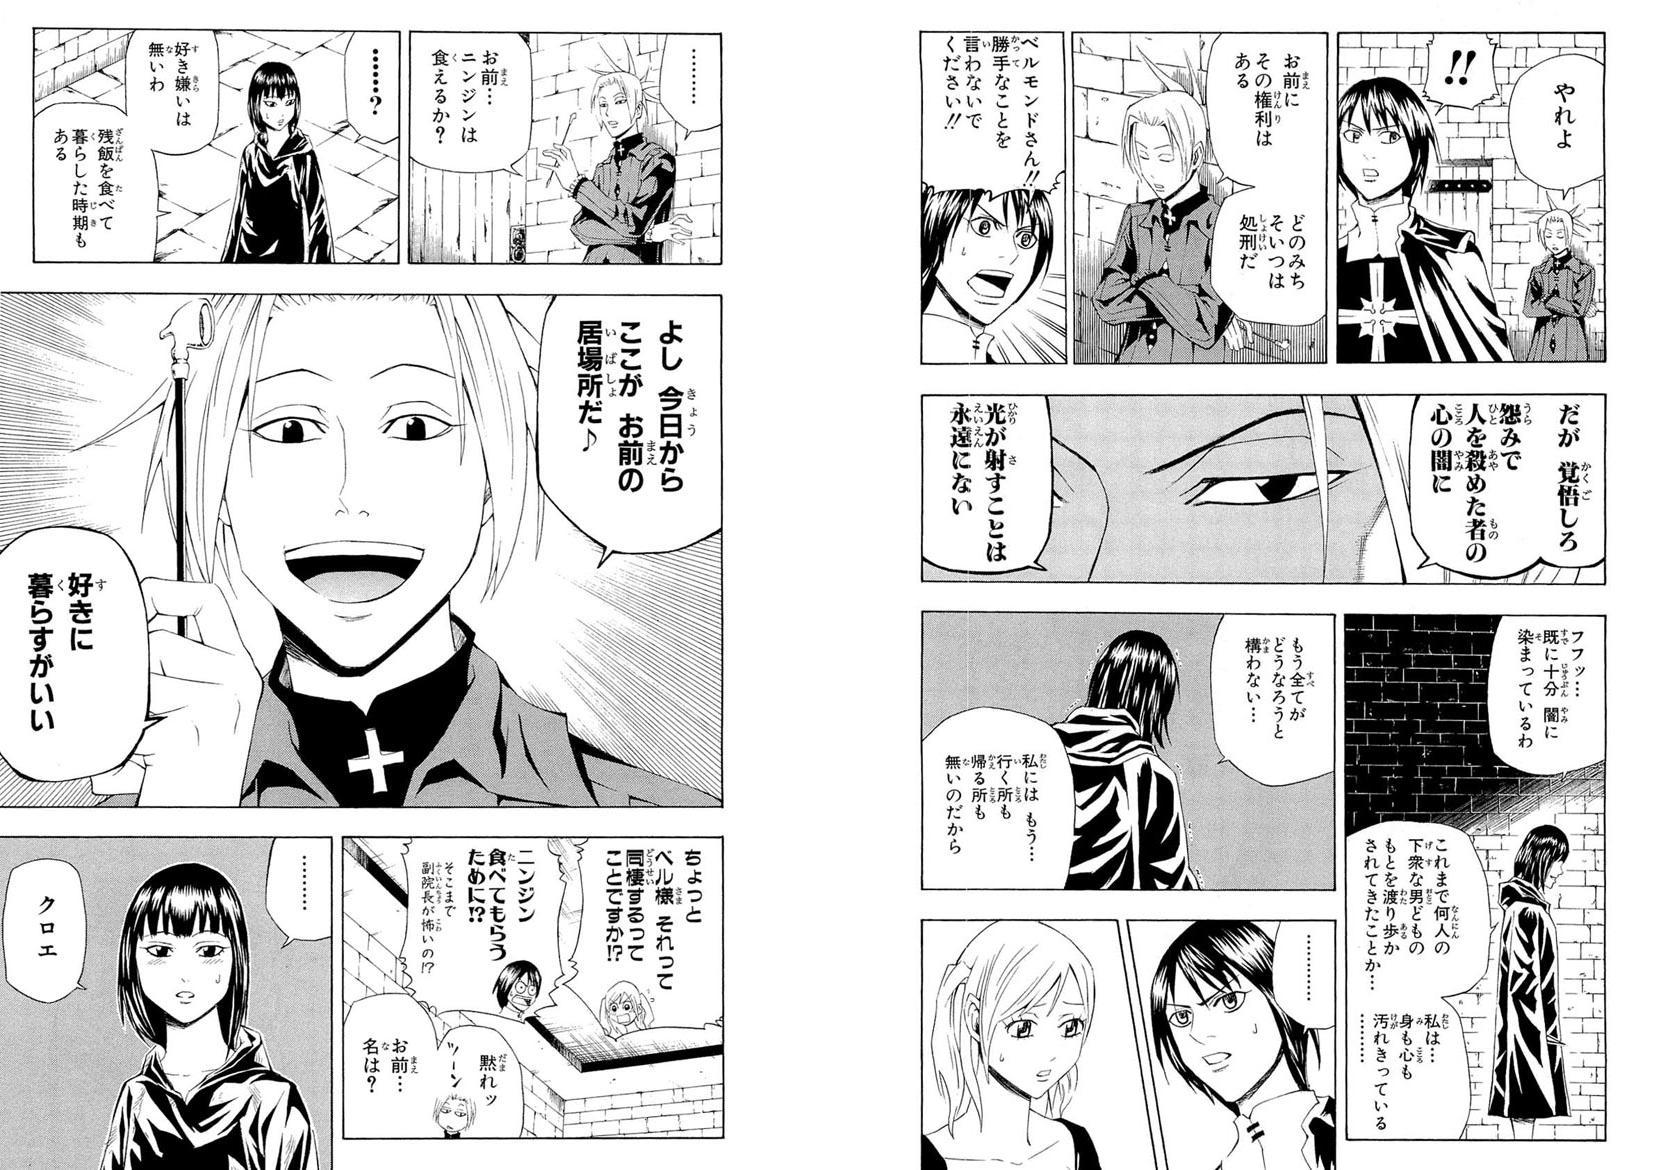 やれよ
!!
お前に
その権利は
ある
どのみち
そいつは
処刑だ
ベルモンドさん!!
勝手なことを
言わないで
ください!!
だが 覚悟しろ
怨みで
人を殺めた者の
心の闇に
光が射すことは
永遠にない
フフッ…
既に十分 闇に
染まっているわ
これまで何人の
下衆な男どもの
もとを渡り歩か
されてきたことか…
私は…
身も心も
汚れきっている
………
もう全てが
どうなろうと
構わない…
私には もう…
行く所も
帰る所も
無いのだから
………
………
お前…
ニンジンは
食えるか?
……?
好き嫌いは
無いわ
残飯を食べて
暮らした時期も
ある
よし 今日から
ここが お前の
居場所だ♪
好きに
暮らすがいい
ちょっと
ベル様 それって
同棲するって
ことですか!?
ニンジン
食べてもらう
ために!?
そこまで
副院長が怖いの!?
黙れッ
ツーン
お前…
名は?
………
クロエ